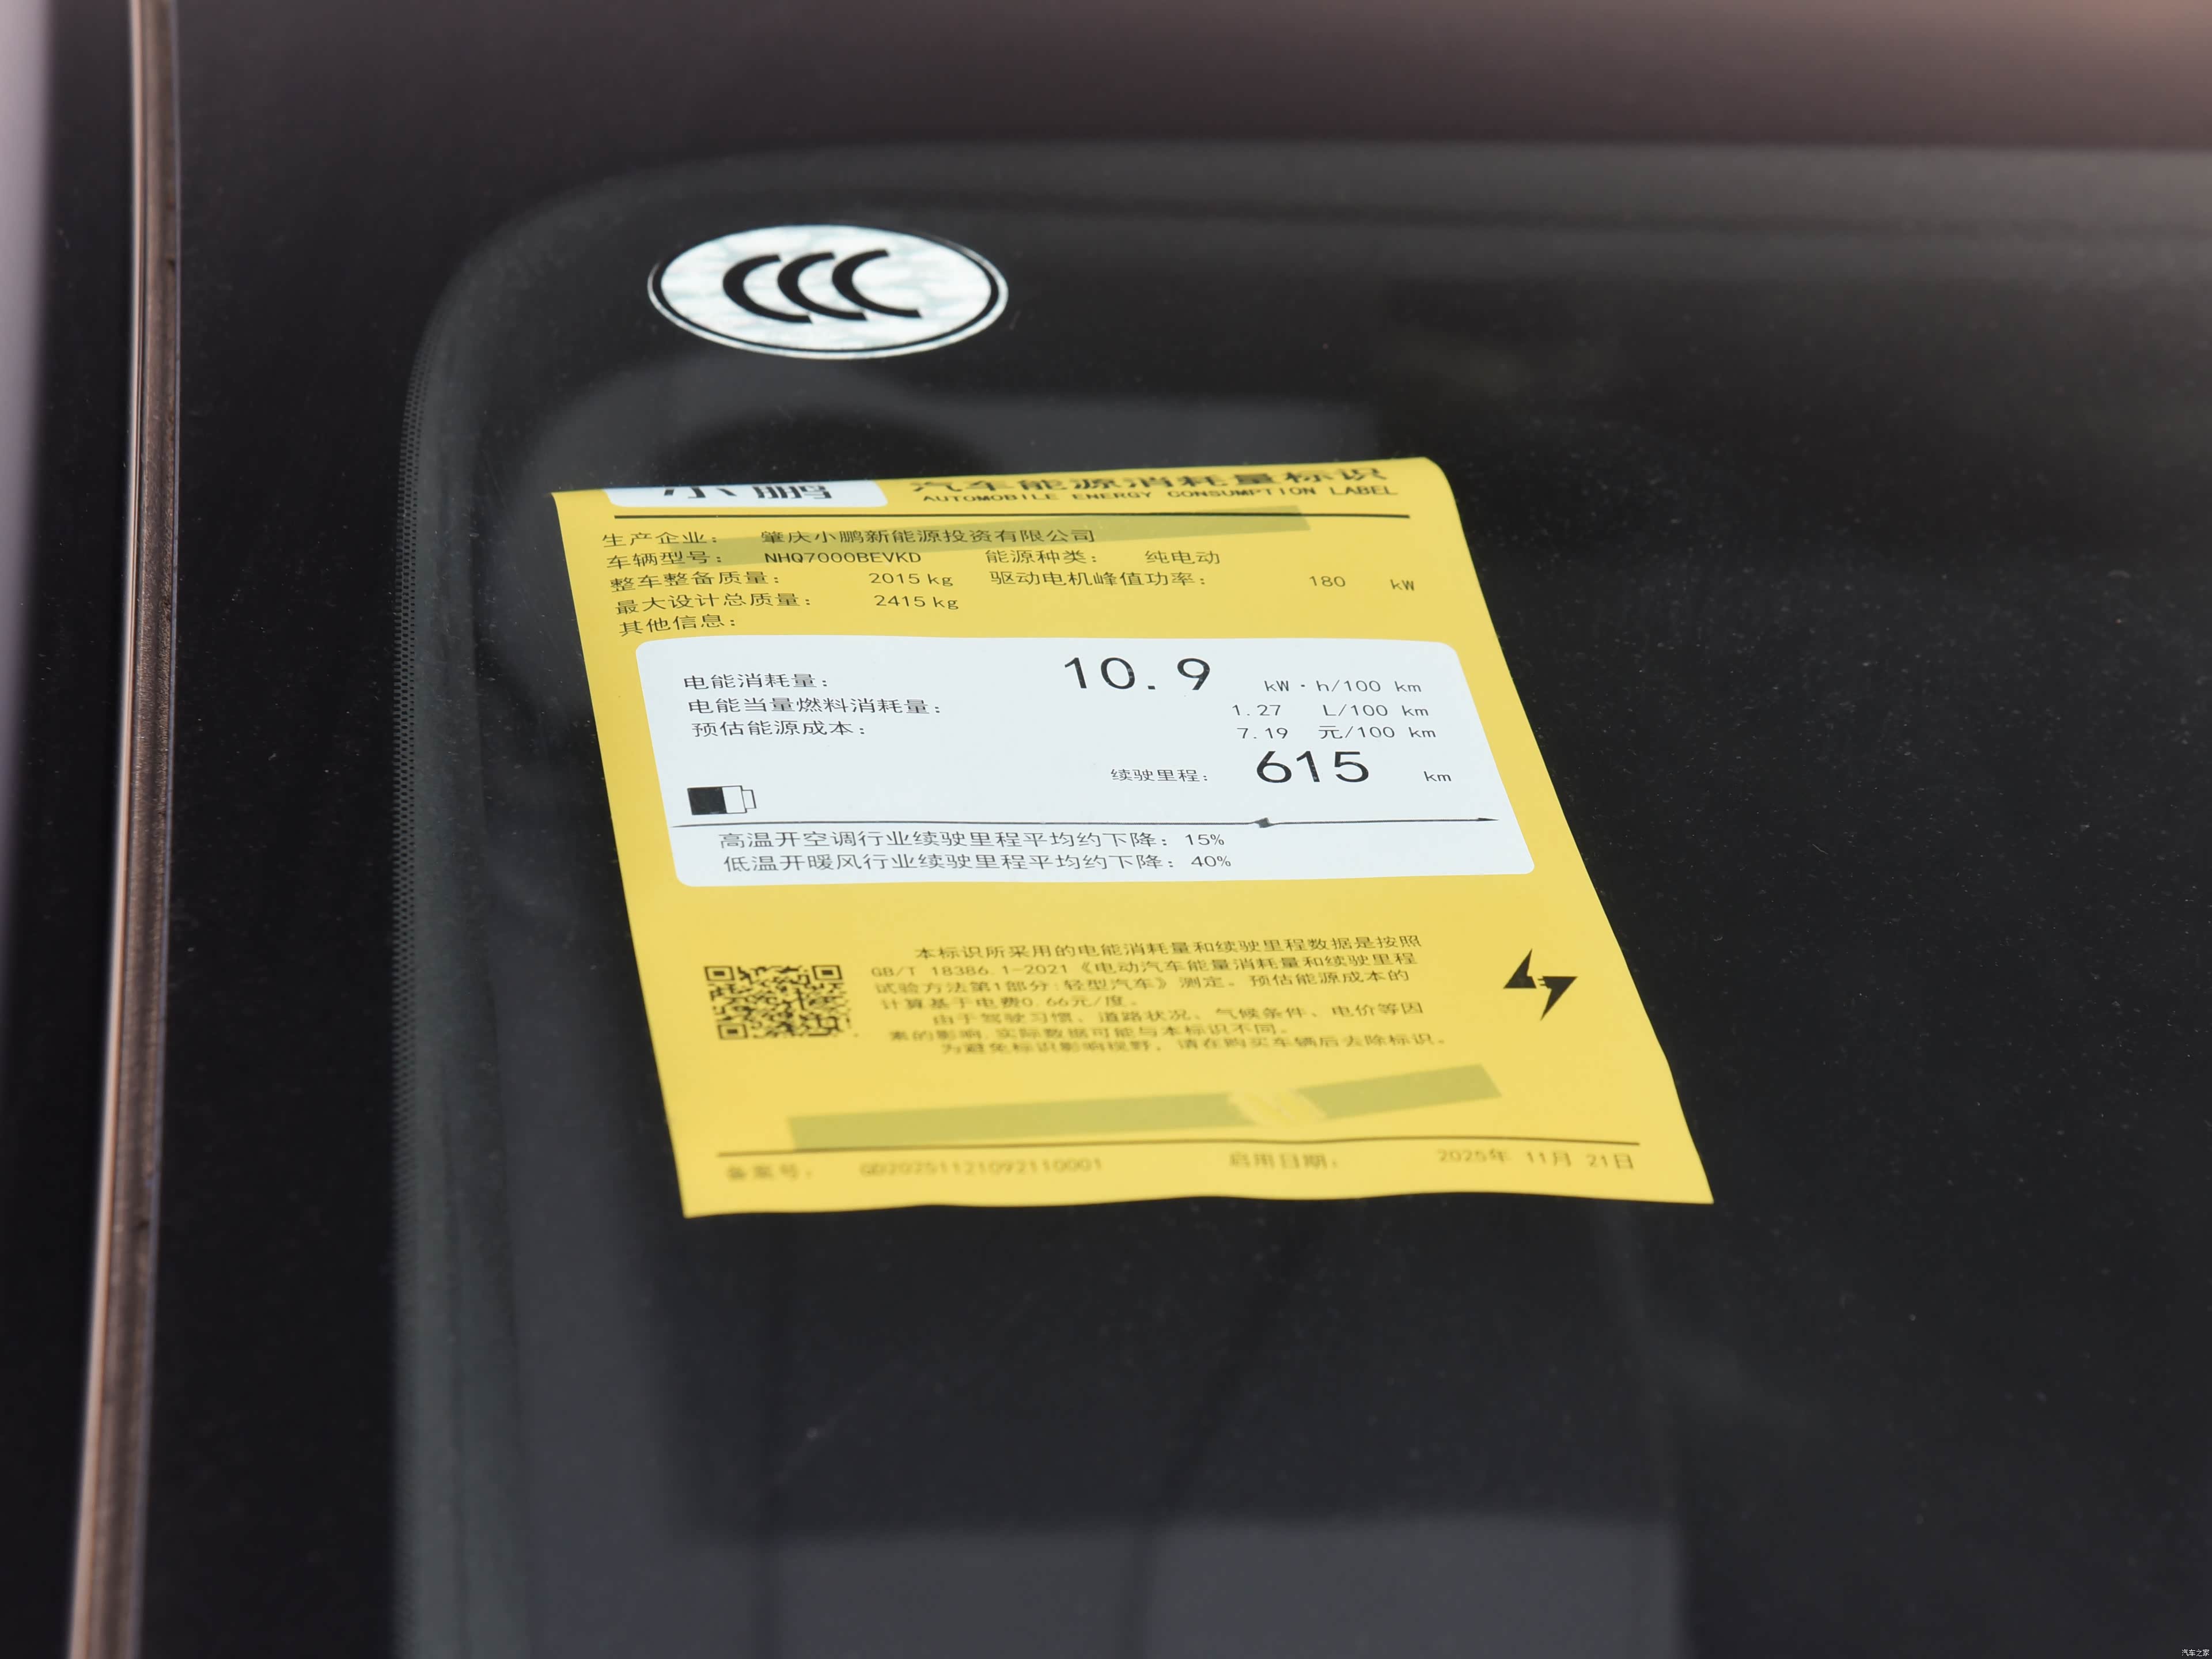 CCC
小鹏 汽车能源消耗量标识
AUTOMOBILE ENERGY CONSUMPTION LABEL
生产企业: 肇庆小鹏新能源投资有限公司
车辆型号: NHQ7000BEVKD 能源种类: 纯电动
整车整备质量: 2015 kg 驱动电机峰值功率: 180 kW
最大设计总质量: 2415 kg
其他信息:
电能消耗量: 10.9 kW·h/100 km
电能当量燃料消耗量: 1.27 L/100 km
预估能源成本: 7.19 元/100 km
续驶里程: 615 km
高温开空调行业续驶里程平均约下降: 15%
低温开暖风行业续驶里程平均约下降: 40%
本标识所采用的电能消耗量和续驶里程数据是按照
GB/T 18386.1-2021《电动汽车能量消耗量和续驶里程
试验方法第1部分:轻型汽车》测定。预估能源成本的
计算基于电费0.66元/度。
由于驾驶习惯、道路状况、气候条件、电价等因
素的影响,实际数据可能与本标识不同。
为避免标识影响视野,请在购买车辆后去除标识。
备案号: GD20251121092110001 启用日期: 2025年 11月 21日
汽车之家